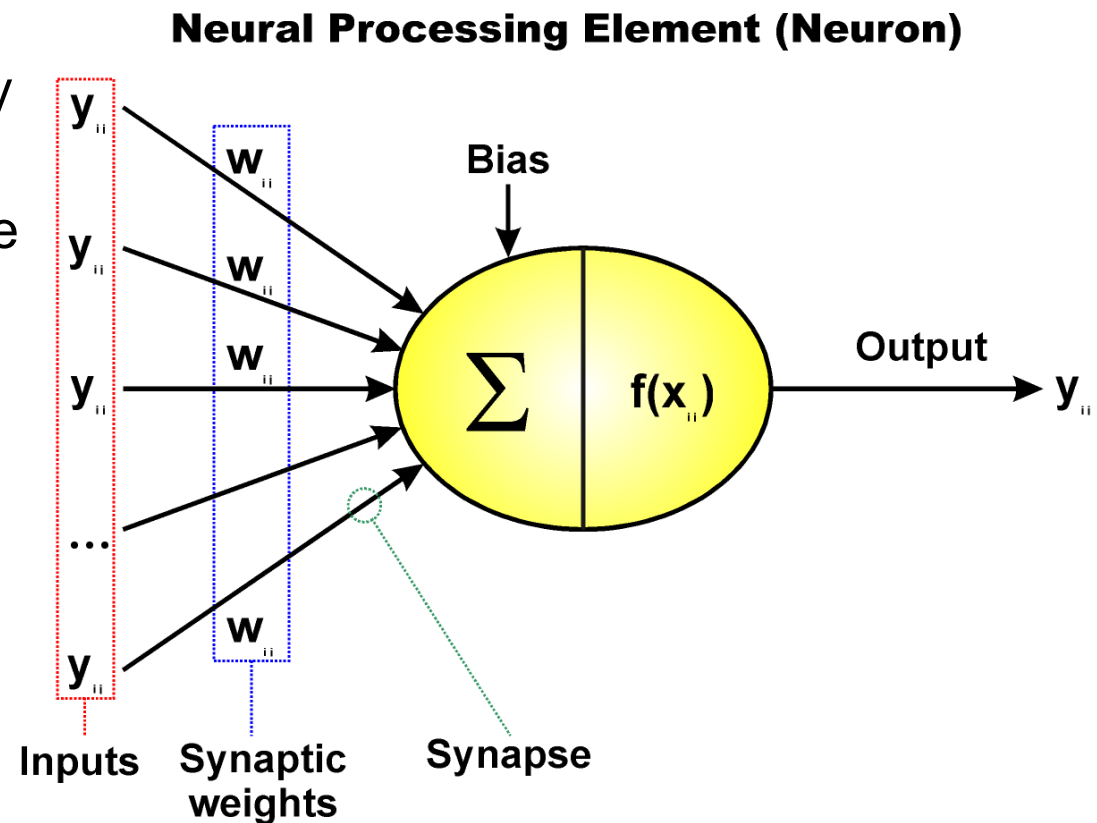 Neural Processing Element (Neuron)
y
y ii
w ii
Bias
e
y ii
w ii
w ii
Output
y ii
Σ
f(x ii)
y ii
...
w ii
y ii
Inputs
Synaptic
weights
Synapse